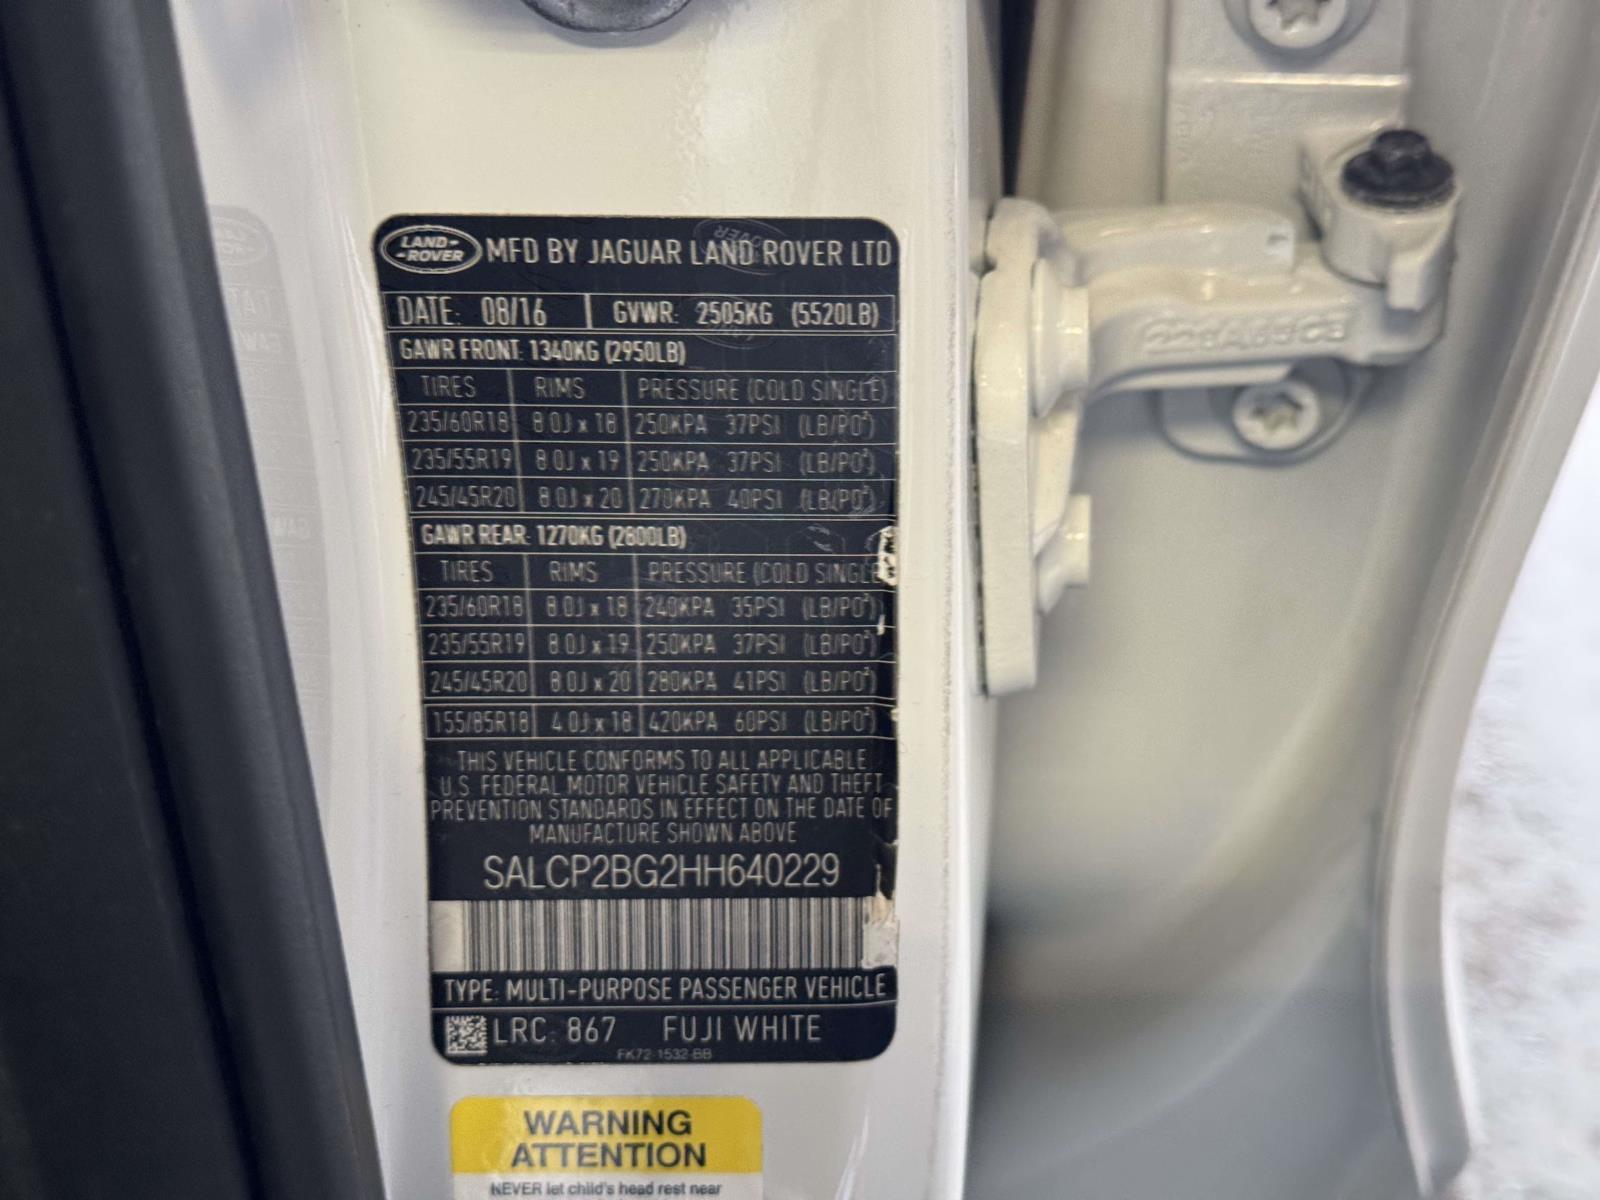 LAND-
-ROVER
MFD BY JAGUAR LAND ROVER LTD
DATE: 08/16 GVWR: 2505KG (5520LB)
GAWR FRONT: 1340KG (2950LB)
TIRES RIMS PRESSURE (COLD SINGLE)
235/60R18 8.0J x 18 250KPA 37PSI (LB/PO²)
235/55R19 8.0J x 19 250KPA 37PSI (LB/PO²)
245/45R20 8.0J x 20 270KPA 40PSI (LB/PO²)
GAWR REAR: 1270KG (2800LB)
TIRES RIMS PRESSURE (COLD SINGLE
235/60R18 8.0J x 18 240KPA 35PSI (LB/PO²)
235/55R19 8.0J x 19 250KPA 37PSI (LB/PO²)
245/45R20 8.0J x 20 280KPA 41PSI (LB/PO²)
155/85R18 4.0J x 18 420KPA 60PSI (LB/PO²)
THIS VEHICLE CONFORMS TO ALL APPLICABLE
U.S. FEDERAL MOTOR VEHICLE SAFETY AND THEFT
PREVENTION STANDARDS IN EFFECT ON THE DATE OF
MANUFACTURE SHOWN ABOVE
SALCP2BG2HH640229
TYPE: MULTI-PURPOSE PASSENGER VEHICLE
LRC: 867 FUJI WHITE
FK72-1532-BB
WARNING
ATTENTION
NEVER let child's head rest near